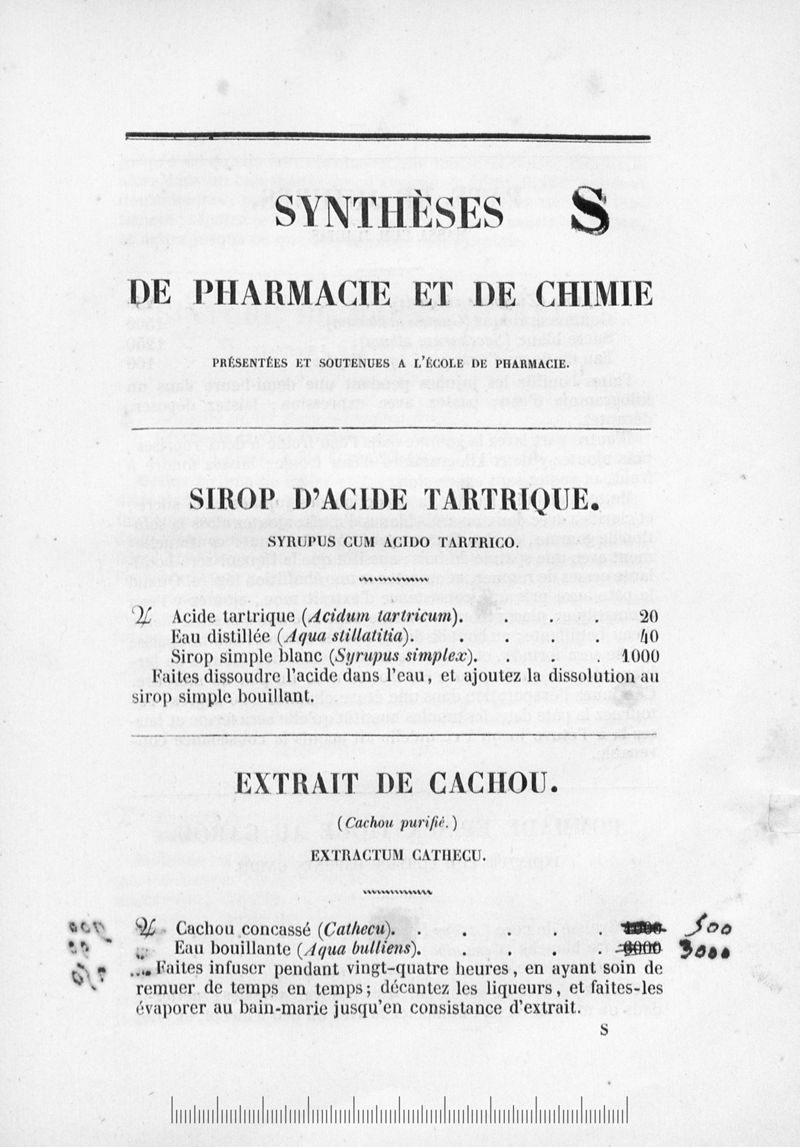 SYNTHÈSES S
DE PHARMACIE ET DE CHIMIE
PRÉSENTÉES ET SOUTENUES A L'ÉCOLE DE PHARMACIE.
SIROP D'ACIDE TARTRIQUE.
SYRUPUS CUM ACIDO TARTRICO.
♃ Acide tartrique (Acidum tartricum). . . . 20
Eau distillée (Aqua stillatitia). . . . . 40
Sirop simple blanc (Syrupus simplex). . . . 1000
Faites dissoudre l'acide dans l'eau, et ajoutez la dissolution au
sirop simple bouillant.
EXTRAIT DE CACHOU.
(Cachou purifié.)
EXTRACTUM CATHECU.
♃ Cachou concassé (Cathecu). . . . . . 1000 500
Eau bouillante (Aqua bulliens). . . . . 6000 3000
Faites infuser pendant vingt-quatre heures, en ayant soin de
remuer de temps en temps; décantez les liqueurs, et faites-les
évaporer au bain-marie jusqu'en consistance d'extrait.
S